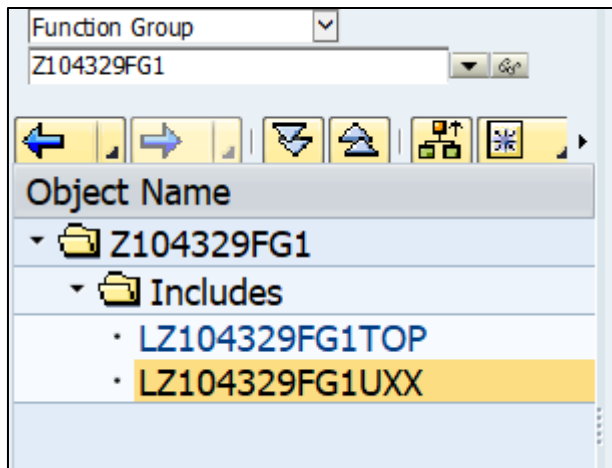 Function Group
Z104329FG1
Object Name
Z104329FG1
Includes
LZ104329FG1TOP
LZ104329FG1UXX